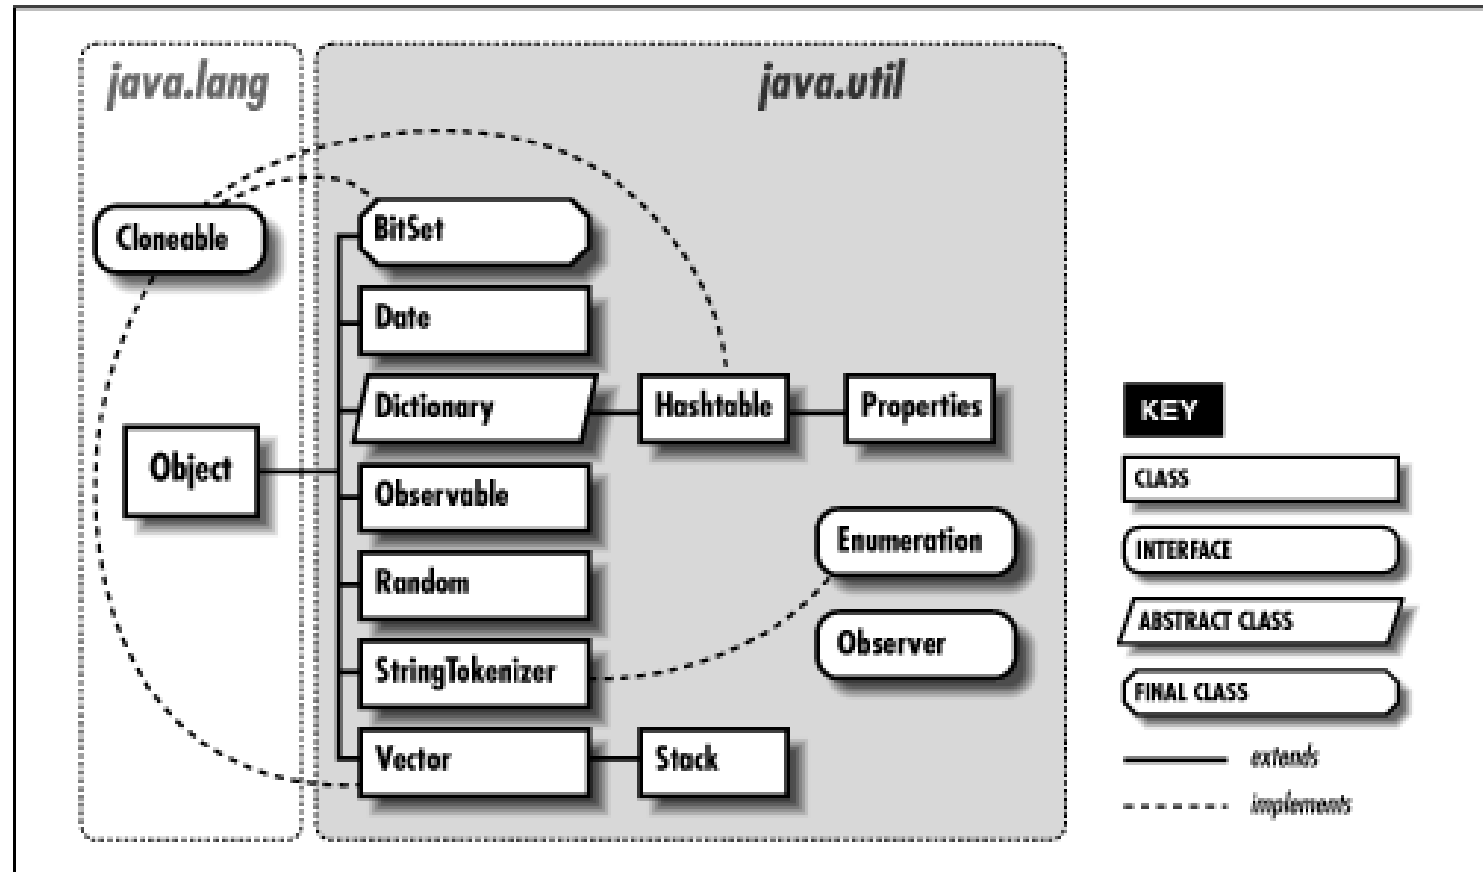 java.lang
java.util
Cloneable
BitSet
Date
Dictionary
Hashtable
Properties
Object
Observable
Enumeration
Random
Observer
StringTokenizer
Vector
Stack
KEY
CLASS
INTERFACE
ABSTRACT CLASS
FINAL CLASS
extends
implements